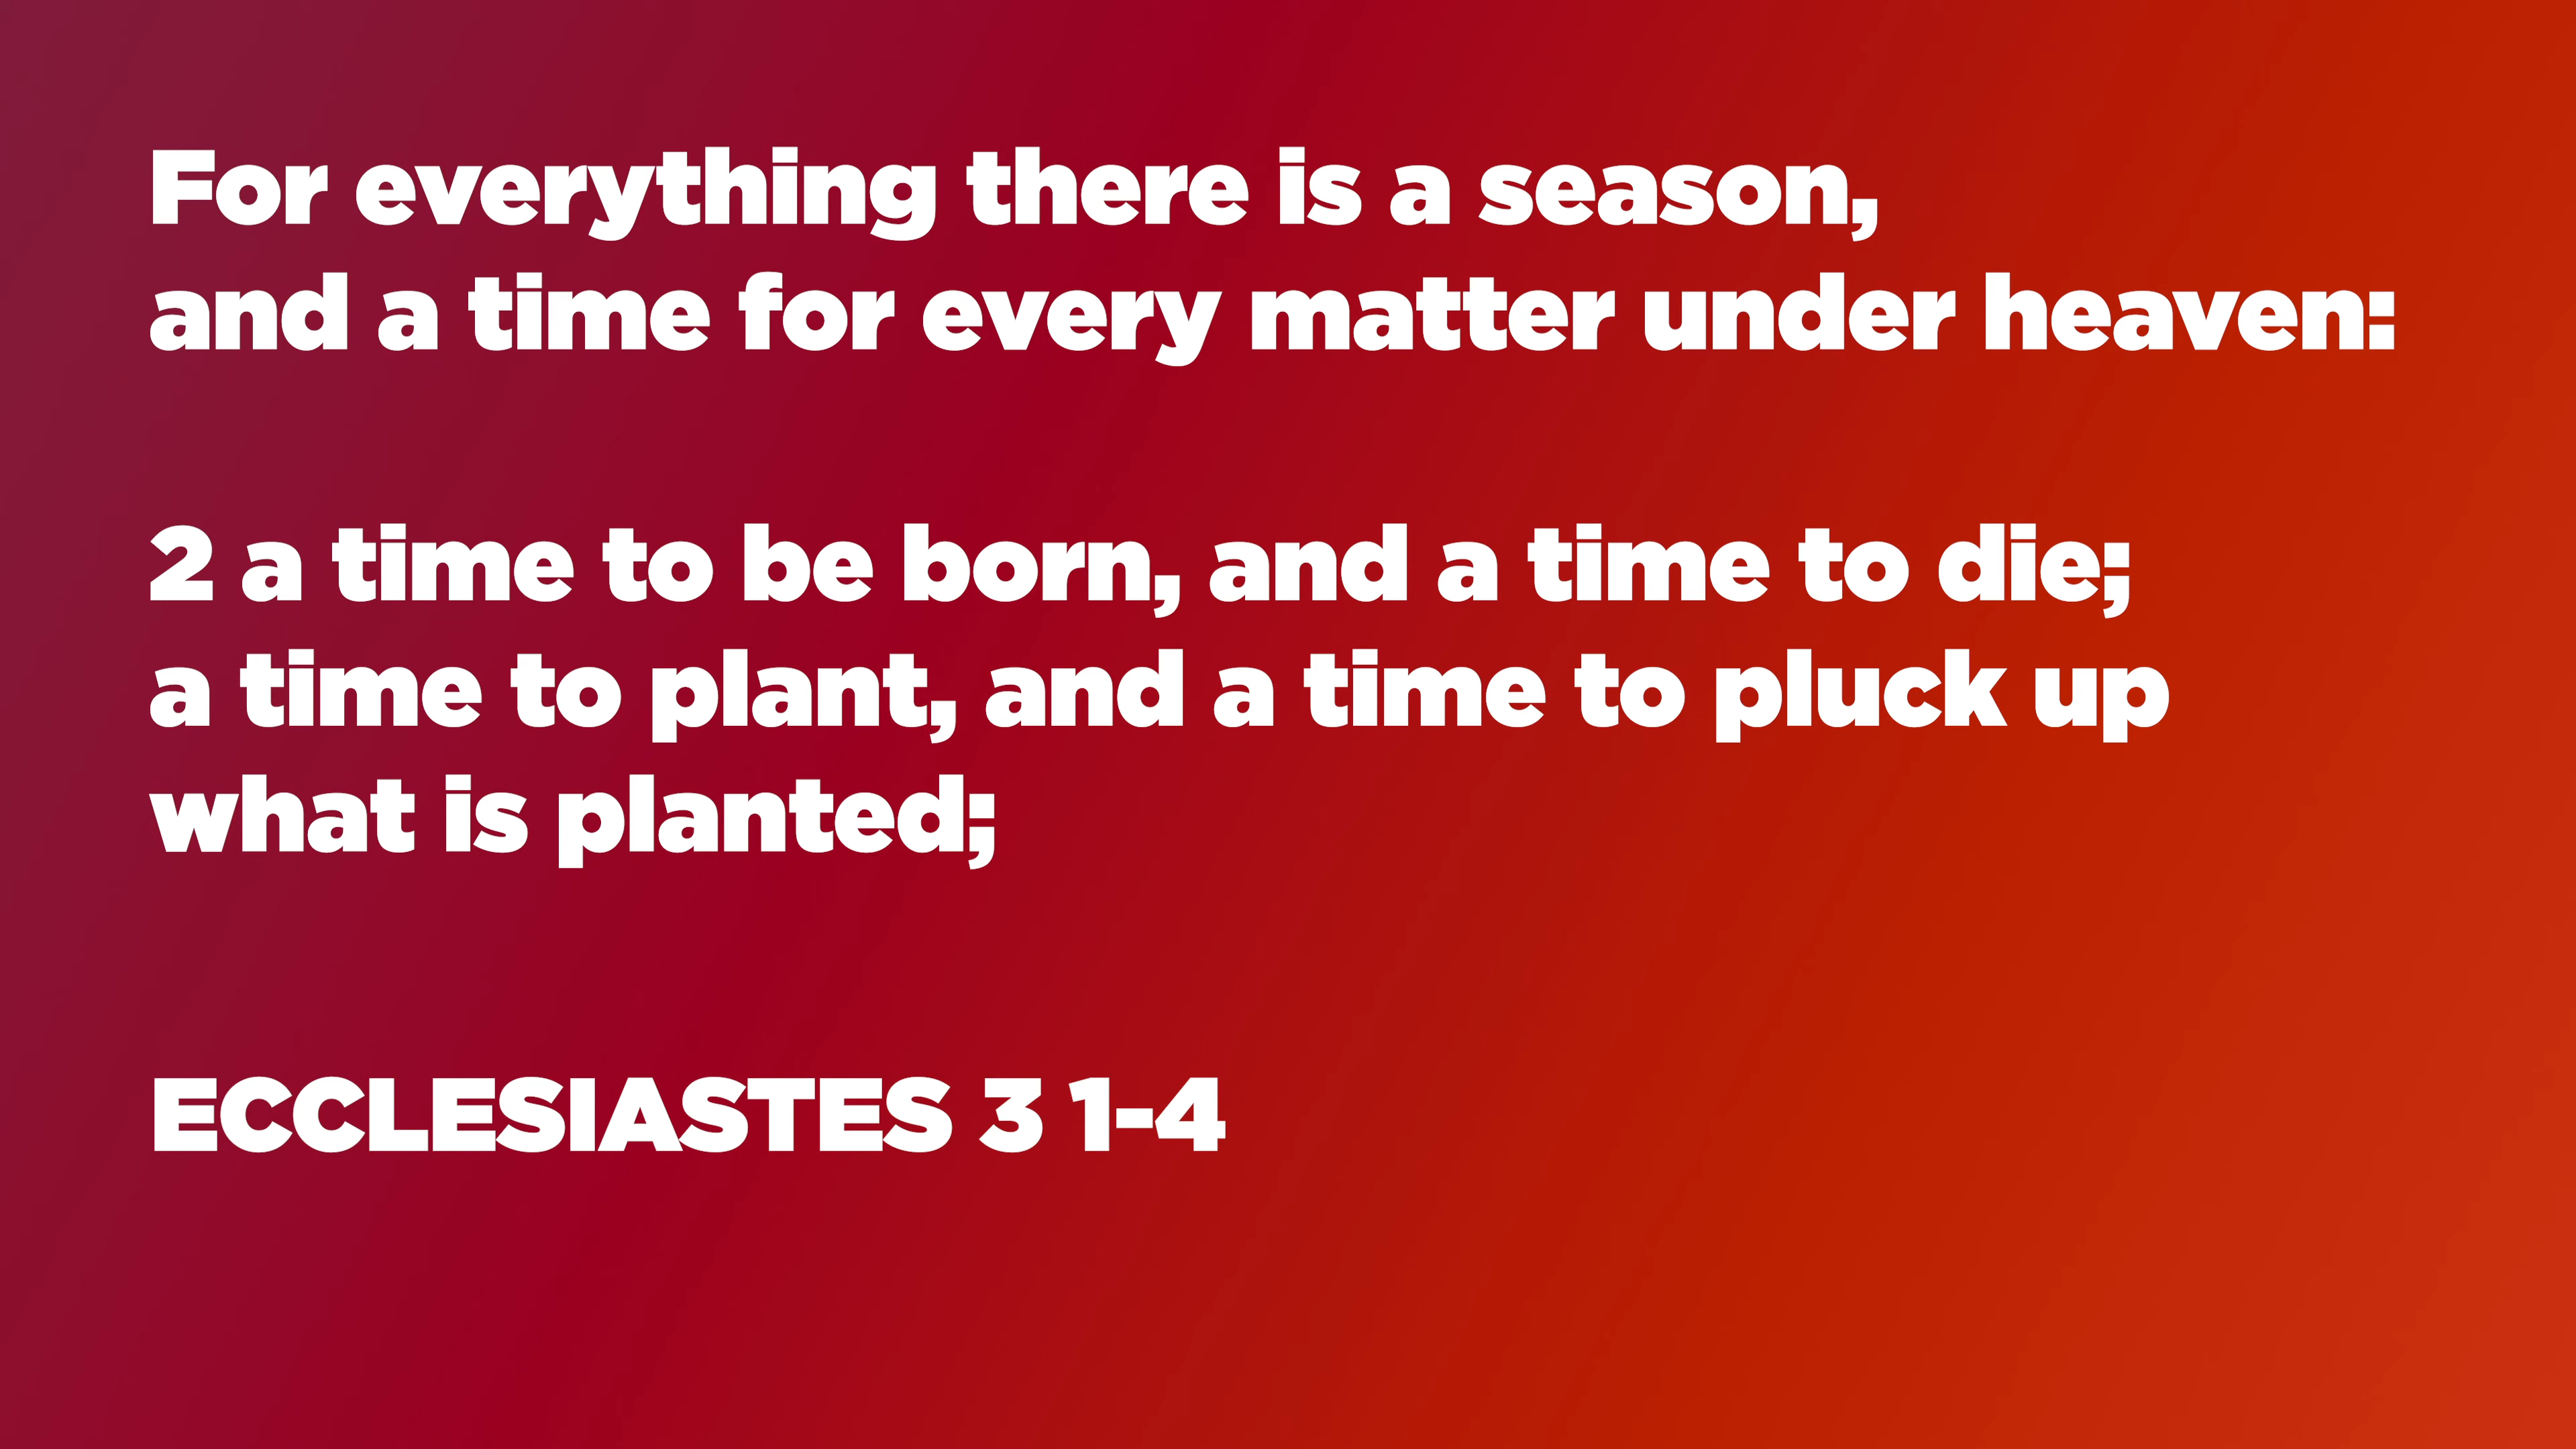 For everything there is a season,
and a time for every matter under heaven:
2 a time to be born, and a time to die;
a time to plant, and a time to pluck up
what is planted;
ECCLESIASTES 3 1-4